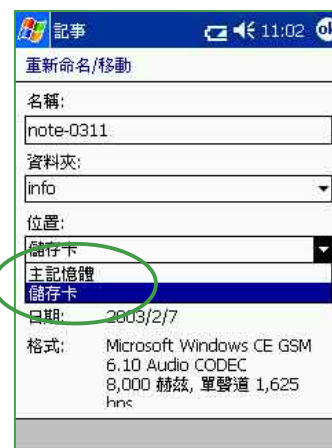 記事 11:02 ok
重新命名/移動
名稱:
note-0311
資料夾:
info
位置:
儲存卡
主記憶體
儲存卡
日期: 2003/2/7
格式: Microsoft Windows CE GSM
6.10 Audio CODEC
8,000 赫茲, 單聲道 1,625